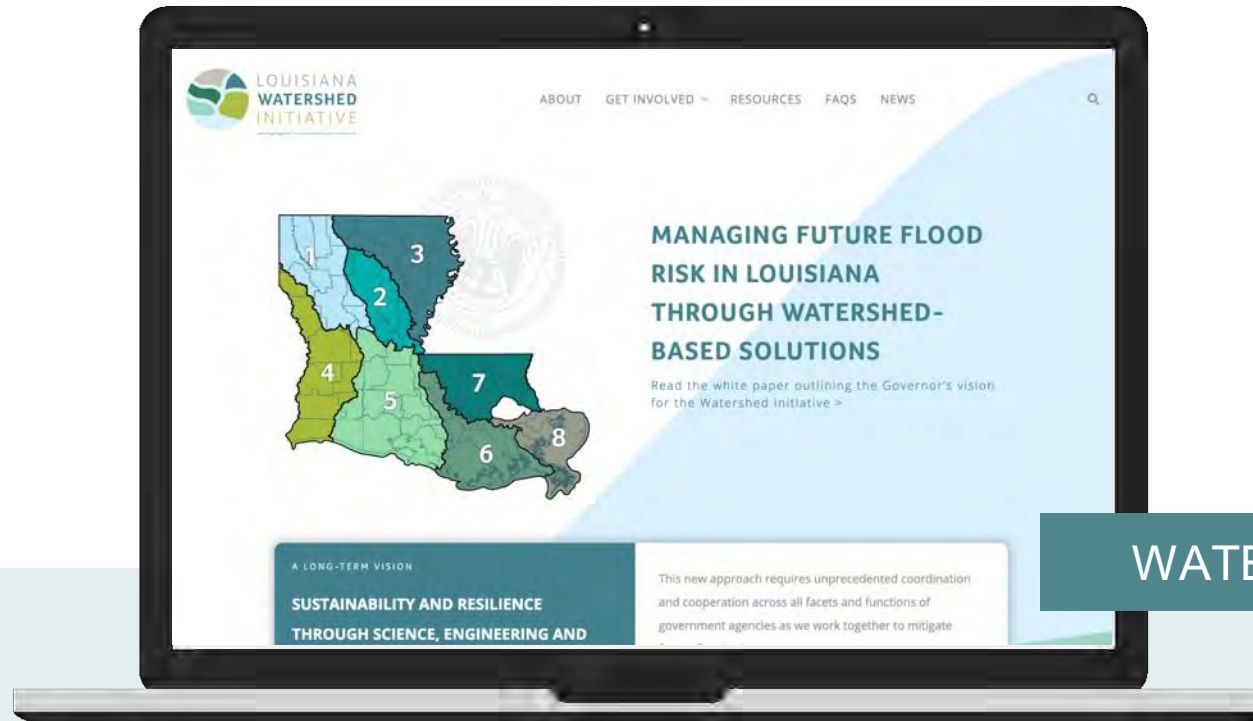 LOUISIANA
WATERSHED
INITIATIVE
ABOUT GET INVOLVED RESOURCES FAQS NEWS
1
2
3
4
5
6
7
8
MANAGING FUTURE FLOOD
RISK IN LOUISIANA
THROUGH WATERSHED-
BASED SOLUTIONS
Read the white paper outlining the Governor's vision
for the Watershed initiative >
A LONG-TERM VISION
SUSTAINABILITY AND RESILIENCE
THROUGH SCIENCE, ENGINEERING AND
This new approach requires unprecedented coordination
and cooperation across all facets and functions of
government agencies as we work together to mitigate
WATE